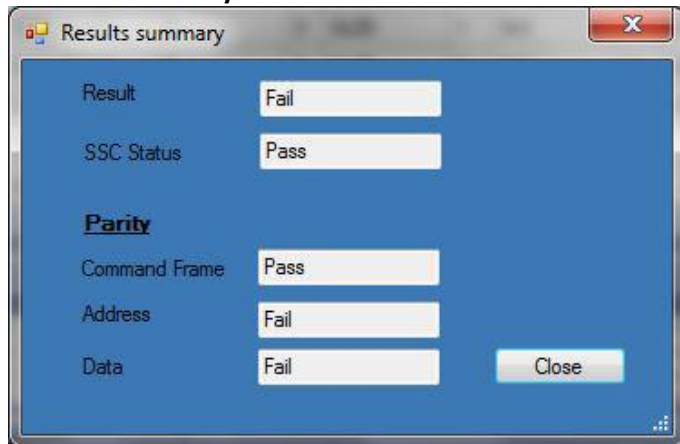 Results summary
Result Fail
SSC Status Pass
Parity
Command Frame Pass
Address Fail
Data Fail Close